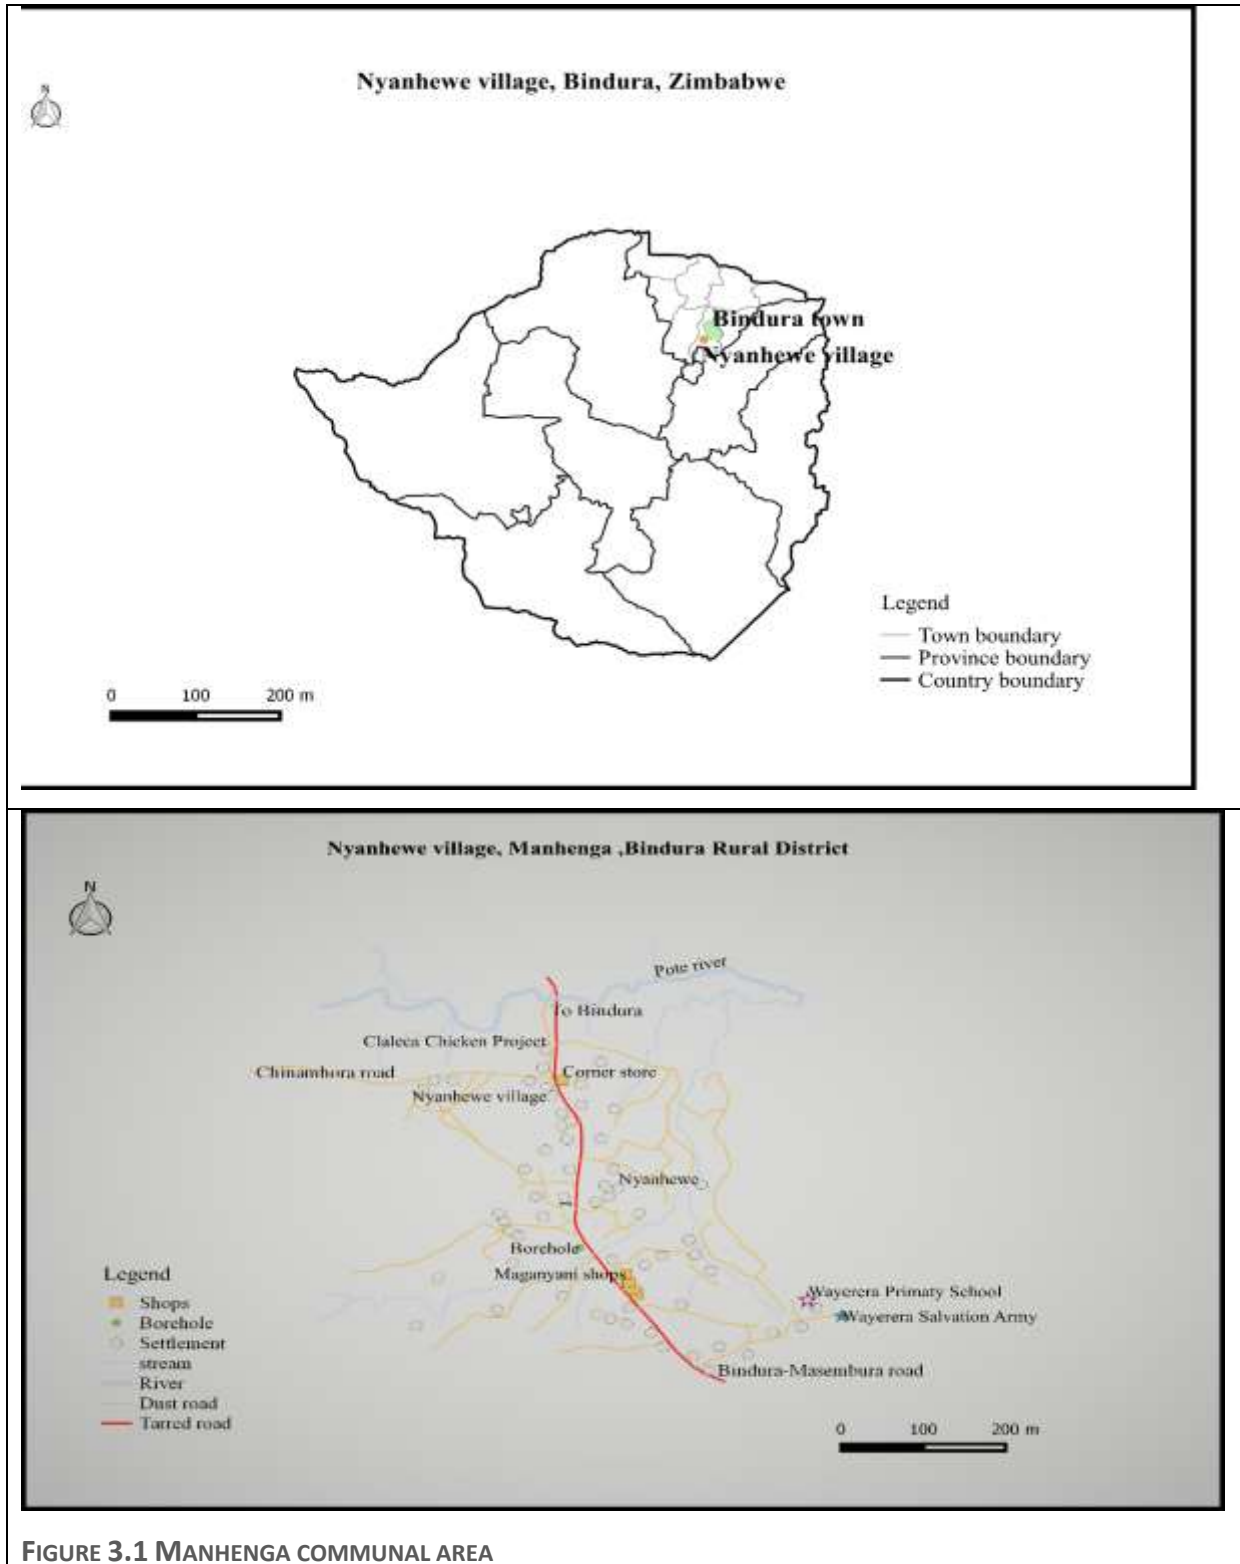 Nyanhewe village, Bindura, Zimbabwe
N
Bindura town
Nyanhewe village
Legend
Town boundary
Province boundary
Country boundary
0 100 200 m
Nyanhewe village, Manhenga ,Bindura Rural District
N
Pote river
To Bindura
Claleca Chicken Project
Chinamhora road
Corner store
Nyanhewe village
Nyanhewe
Borehole
Maganyani shops
Legend
Shops
Borehole
Settlement
stream
River
Dust road
Tarred road
Wayerera Primaty School
Wayerera Salvation Army
Bindura-Masembura road
0 100 200 m
FIGURE 3.1 MANHENGA COMMUNAL AREA